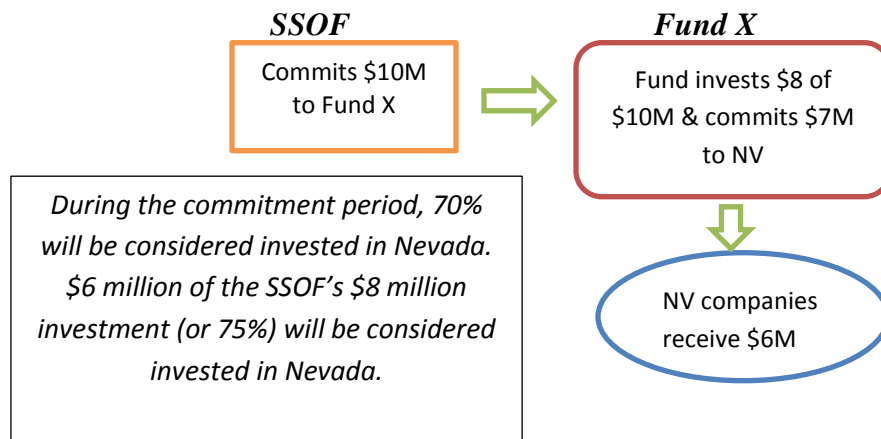 SSOF
Commits $10M
to Fund X
Fund X
Fund invests $8 of
$10M & commits $7M
to NV
During the commitment period, 70%
will be considered invested in Nevada.
$6 million of the SSOF's $8 million
investment (or 75%) will be considered
invested in Nevada.
NV companies
receive $6M